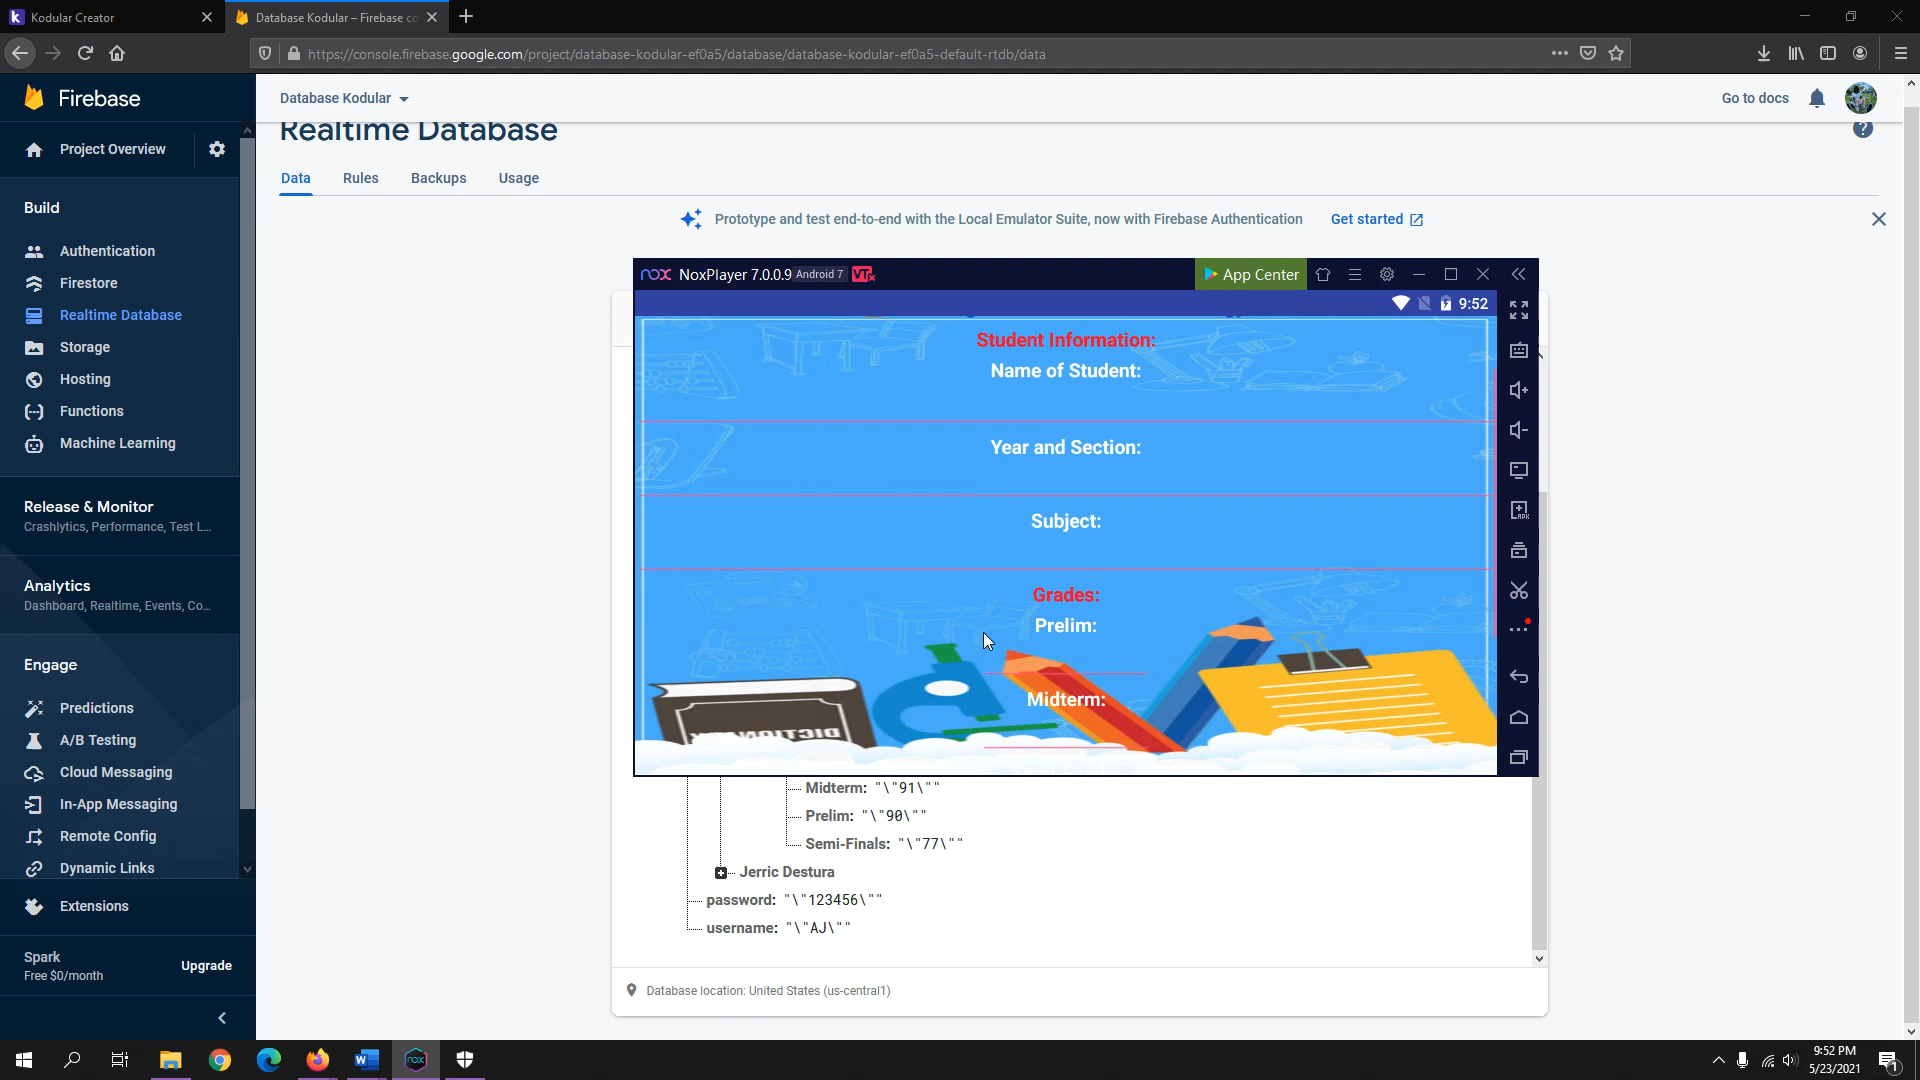 Kodular Creator
Database Kodular – Firebase co
https://console.firebase.google.com/project/database-kodular-ef0a5/database/database-kodular-ef0a5-default-rtdb/data
Firebase
Database Kodular
Go to docs
Realtime Database
Project Overview
Data
Rules
Backups
Usage
Prototype and test end-to-end with the Local Emulator Suite, now with Firebase Authentication
Get started
Build
Authentication
Firestore
Realtime Database
Storage
Hosting
Functions
Machine Learning
Release & Monitor
Crashlytics, Performance, Test L...
Analytics
Dashboard, Realtime, Events, Co...
Engage
Predictions
A/B Testing
Cloud Messaging
In-App Messaging
Remote Config
Dynamic Links
Extensions
Spark
Free $0/month
Upgrade
nox NoxPlayer 7.0.0.9 Android 7 VT
App Center
9:52
Student Information:
Name of Student:
Year and Section:
Subject:
Grades:
Prelim:
Midterm:
DICTION
APK
Midterm: "\"91\""
Prelim: "\"90\""
Semi-Finals: "\"77\""
Jerric Destura
password: "\"123456\""
username: "\"AJ\""
Database location: United States (us-central1)
nox
9:52 PM
5/23/2021
1